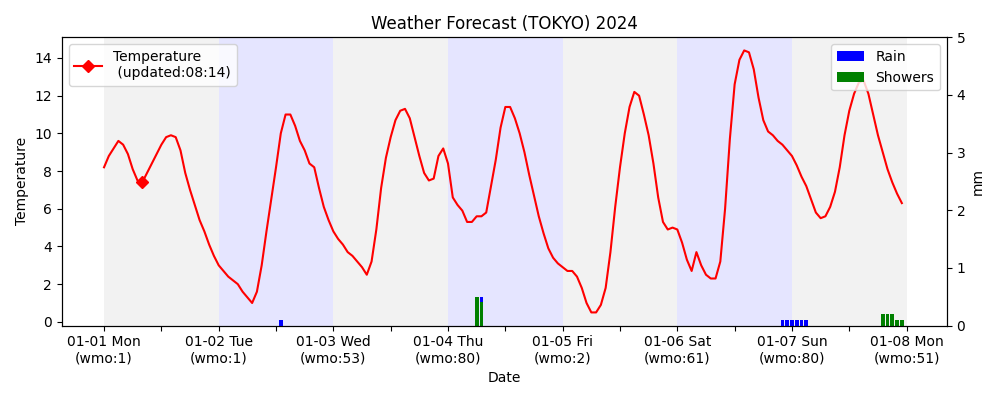 Weather Forecast (TOKYO) 2024
Temperature
(updated:08:14)
Rain
Showers
Temperature
14
12
10
8
6
4
2
0
5
4
3
2
1
0
mm
01-01 Mon
(wmo:1)
01-02 Tue
(wmo:1)
01-03 Wed
(wmo:53)
01-04 Thu
(wmo:80)
01-05 Fri
(wmo:2)
01-06 Sat
(wmo:61)
01-07 Sun
(wmo:80)
01-08 Mon
(wmo:51)
Date